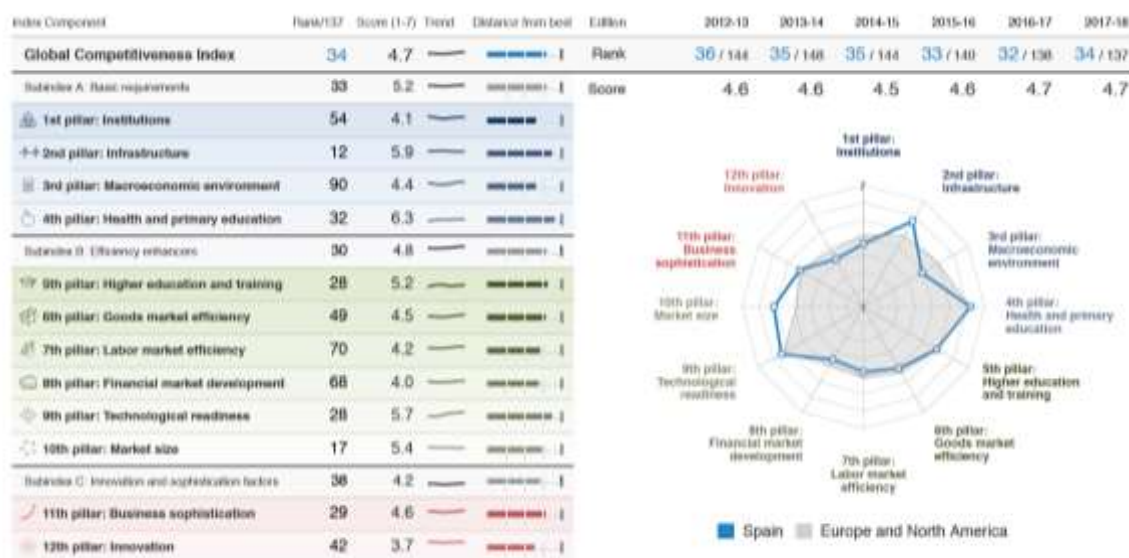 Index Component Rank/137 Score (1-7) Trend Distance from best
Global Competitiveness Index 34 4.7
Subindex A: Basic requirements 33 5.2
1st pillar: Institutions 54 4.1
2nd pillar: Infrastructure 12 5.9
3rd pillar: Macroeconomic environment 90 4.4
4th pillar: Health and primary education 32 6.3
Subindex B: Efficiency enhancers 30 4.8
5th pillar: Higher education and training 28 5.2
6th pillar: Goods market efficiency 49 4.5
7th pillar: Labor market efficiency 70 4.2
8th pillar: Financial market development 68 4.0
9th pillar: Technological readiness 28 5.7
10th pillar: Market size 17 5.4
Subindex C: Innovation and sophistication factors 38 4.2
11th pillar: Business sophistication 29 4.6
12th pillar: Innovation 42 3.7
Edition 2012-13 2013-14 2014-15 2015-16 2016-17 2017-18
Rank 36 / 144 35 / 148 35 / 144 33 / 140 32 / 138 34 / 137
Score 4.6 4.6 4.5 4.6 4.7 4.7
1st pillar:
Institutions
2nd pillar:
Infrastructure
3rd pillar:
Macroeconomic
environment
4th pillar:
Health and primary
education
5th pillar:
Higher education
and training
6th pillar:
Goods market
efficiency
7th pillar:
Labor market
efficiency
8th pillar:
Financial market
development
9th pillar:
Technological
readiness
10th pillar:
Market size
11th pillar:
Business
sophistication
12th pillar:
Innovation
7
Spain Europe and North America